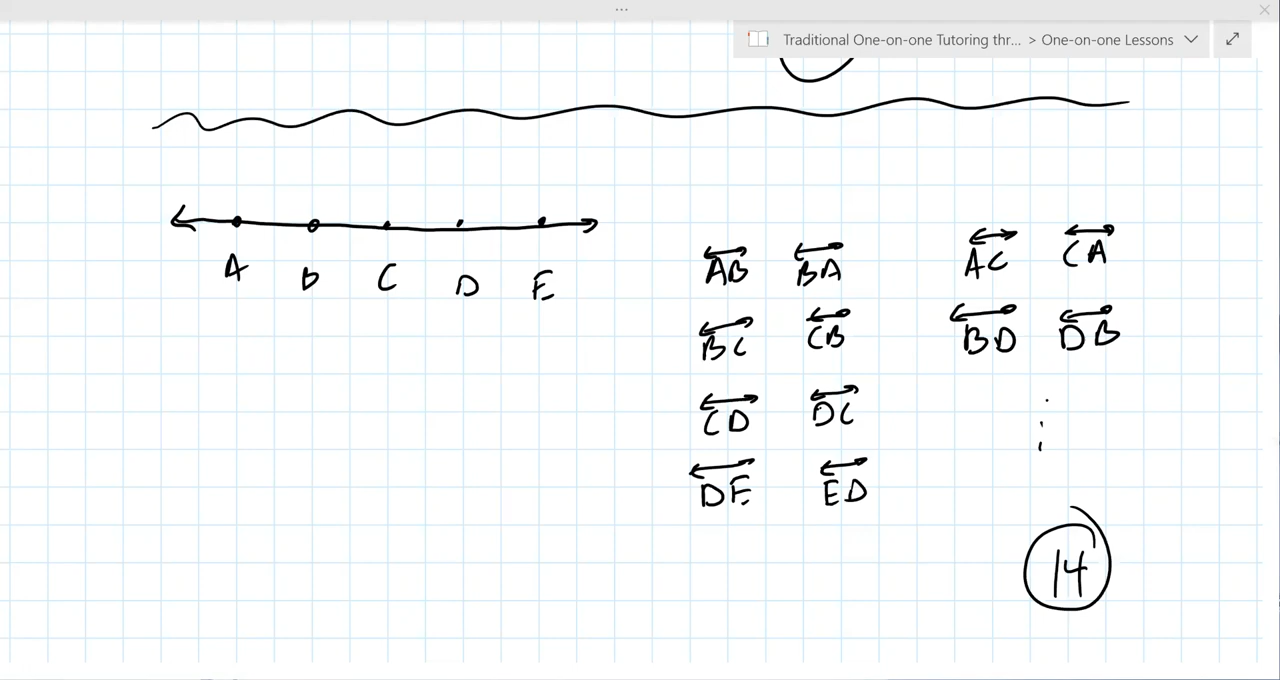 Traditional One-on-one Tutoring thr... > One-on-one Lessons
A B C D E
AB BA AC CA
BC CB BD DB
CD DC
DE ED
14